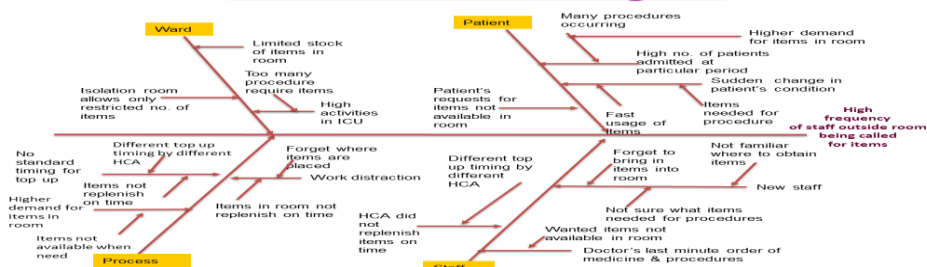 Ward
Limited stock
of items in
room
Too many
procedure
require items
Isolation room
allows only
restricted no. of
items
High
activities
in ICU
Patient
Many procedures
occurring
Higher demand
for items in room
High no. of patients
admitted at
particular period
Sudden change in
patient's condition
Patient's
requests for
items not
available in
room
Fast
usage of
items
Items
needed for
procedure
High
frequency
of staff outside room
being called
for items
No
standard
timing for
top up
Different top up
timing by different
HCA
Items not
replenish
on time
Higher
demand for
items in
room
Items not
available when
need
Forget where
items are
placed
Work distraction
Items in room not
replenish on time
Process
Different top
up timing by
different
HCA
HCA did
not
replenish
items on
time
Forget to
bring in
items into
room
Not familiar
where to obtain
items
New staff
Not sure what items
needed for procedures
Wanted items not
available in room
Doctor's last minute order of
medicine & procedures
Staff